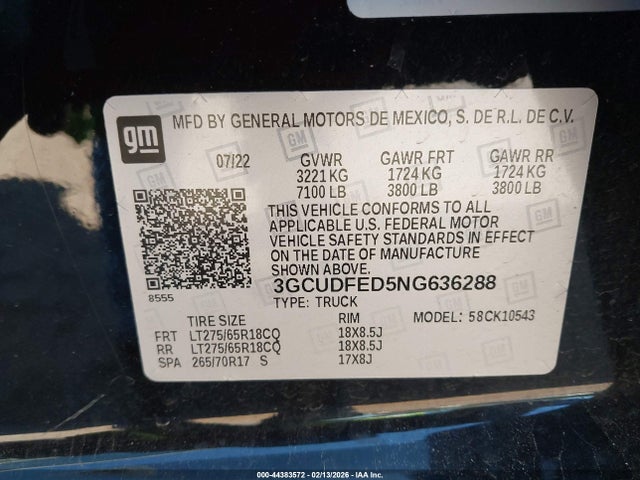 gm
MFD BY GENERAL MOTORS DE MEXICO, S. DE R.L. DE C.V.
07/22 GVWR GAWR FRT GAWR RR
3221 KG 1724 KG 1724 KG
7100 LB 3800 LB 3800 LB
THIS VEHICLE CONFORMS TO ALL
APPLICABLE U.S. FEDERAL MOTOR
VEHICLE SAFETY STANDARDS IN EFFECT
ON THE DATE OF MANUFACTURE
SHOWN ABOVE.
8555
3GCUDFED5NG636288
TYPE: TRUCK
TIRE SIZE RIM MODEL: 58CK10543
FRT LT275/65R18CQ 18X8.5J
RR LT275/65R18CQ 18X8.5J
SPA 265/70R17 S 17X8J
000-44383572 - 02/13/2026 - IAA Inc.